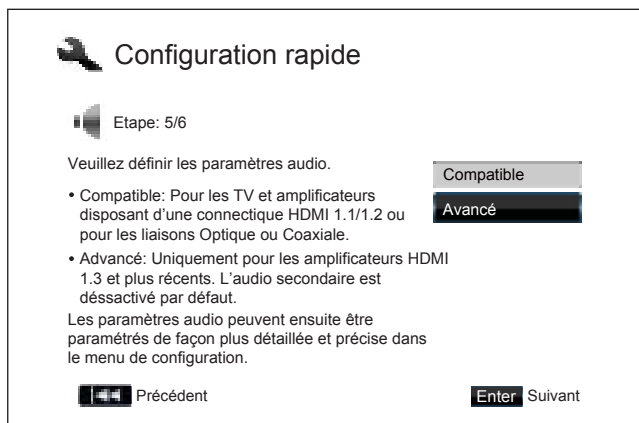 Configuration rapide
Etape: 5/6
Veuillez définir les paramètres audio.
Compatible
Avancé
• Compatible: Pour les TV et amplificateurs
disposant d'une connectique HDMI 1.1/1.2 ou
pour les liaisons Optique ou Coaxiale.
• Advancé: Uniquement pour les amplificateurs HDMI
1.3 et plus récents. L'audio secondaire est
déssactivé par défaut.
Les paramètres audio peuvent ensuite être
paramétrés de façon plus détaillée et précise dans
le menu de configuration.
Précédent
Enter Suivant